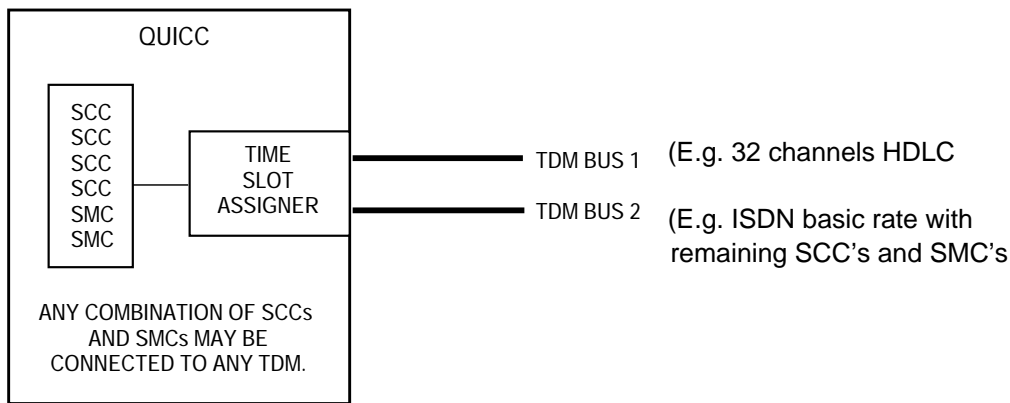 QUICC
SCC
SCC
SCC
SCC
SMC
SMC
TIME
SLOT
ASSIGNER
TDM BUS 1 (E.g. 32 channels HDLC
TDM BUS 2 (E.g. ISDN basic rate with
remaining SCC's and SMC's
ANY COMBINATION OF SCCs
AND SMCs MAY BE
CONNECTED TO ANY TDM.